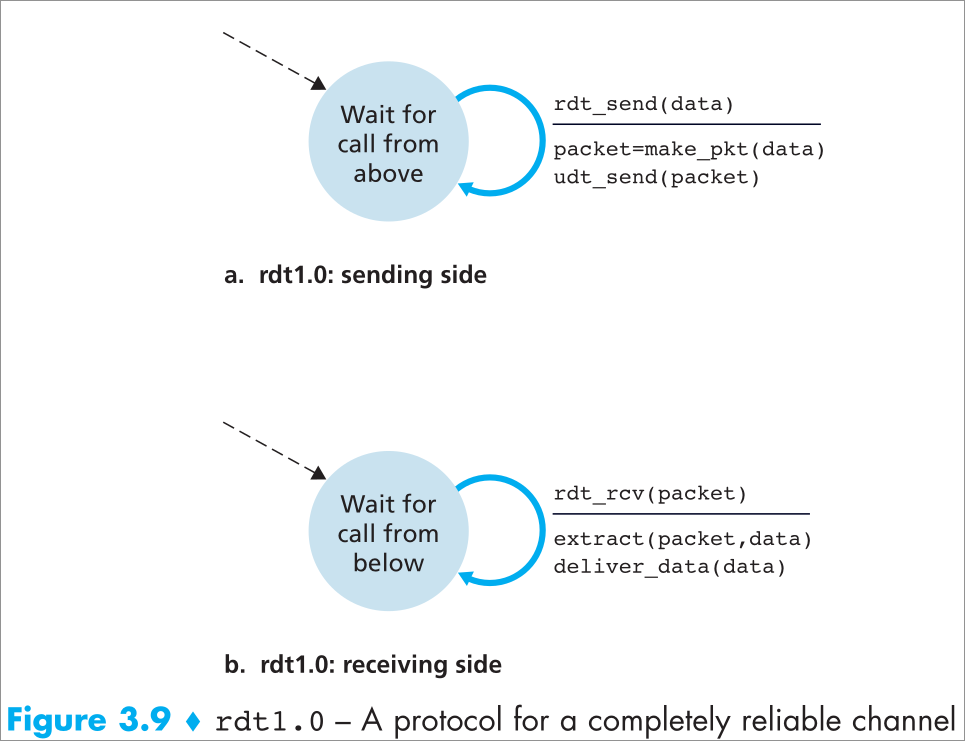 Wait for
call from
above
rdt_send(data)
packet=make_pkt(data)
udt_send(packet)
a. rdt1.0: sending side
Wait for
call from
below
rdt_rcv(packet)
extract(packet,data)
deliver_data(data)
b. rdt1.0: receiving side
Figure 3.9 ♦ rdt1.0 – A protocol for a completely reliable channel